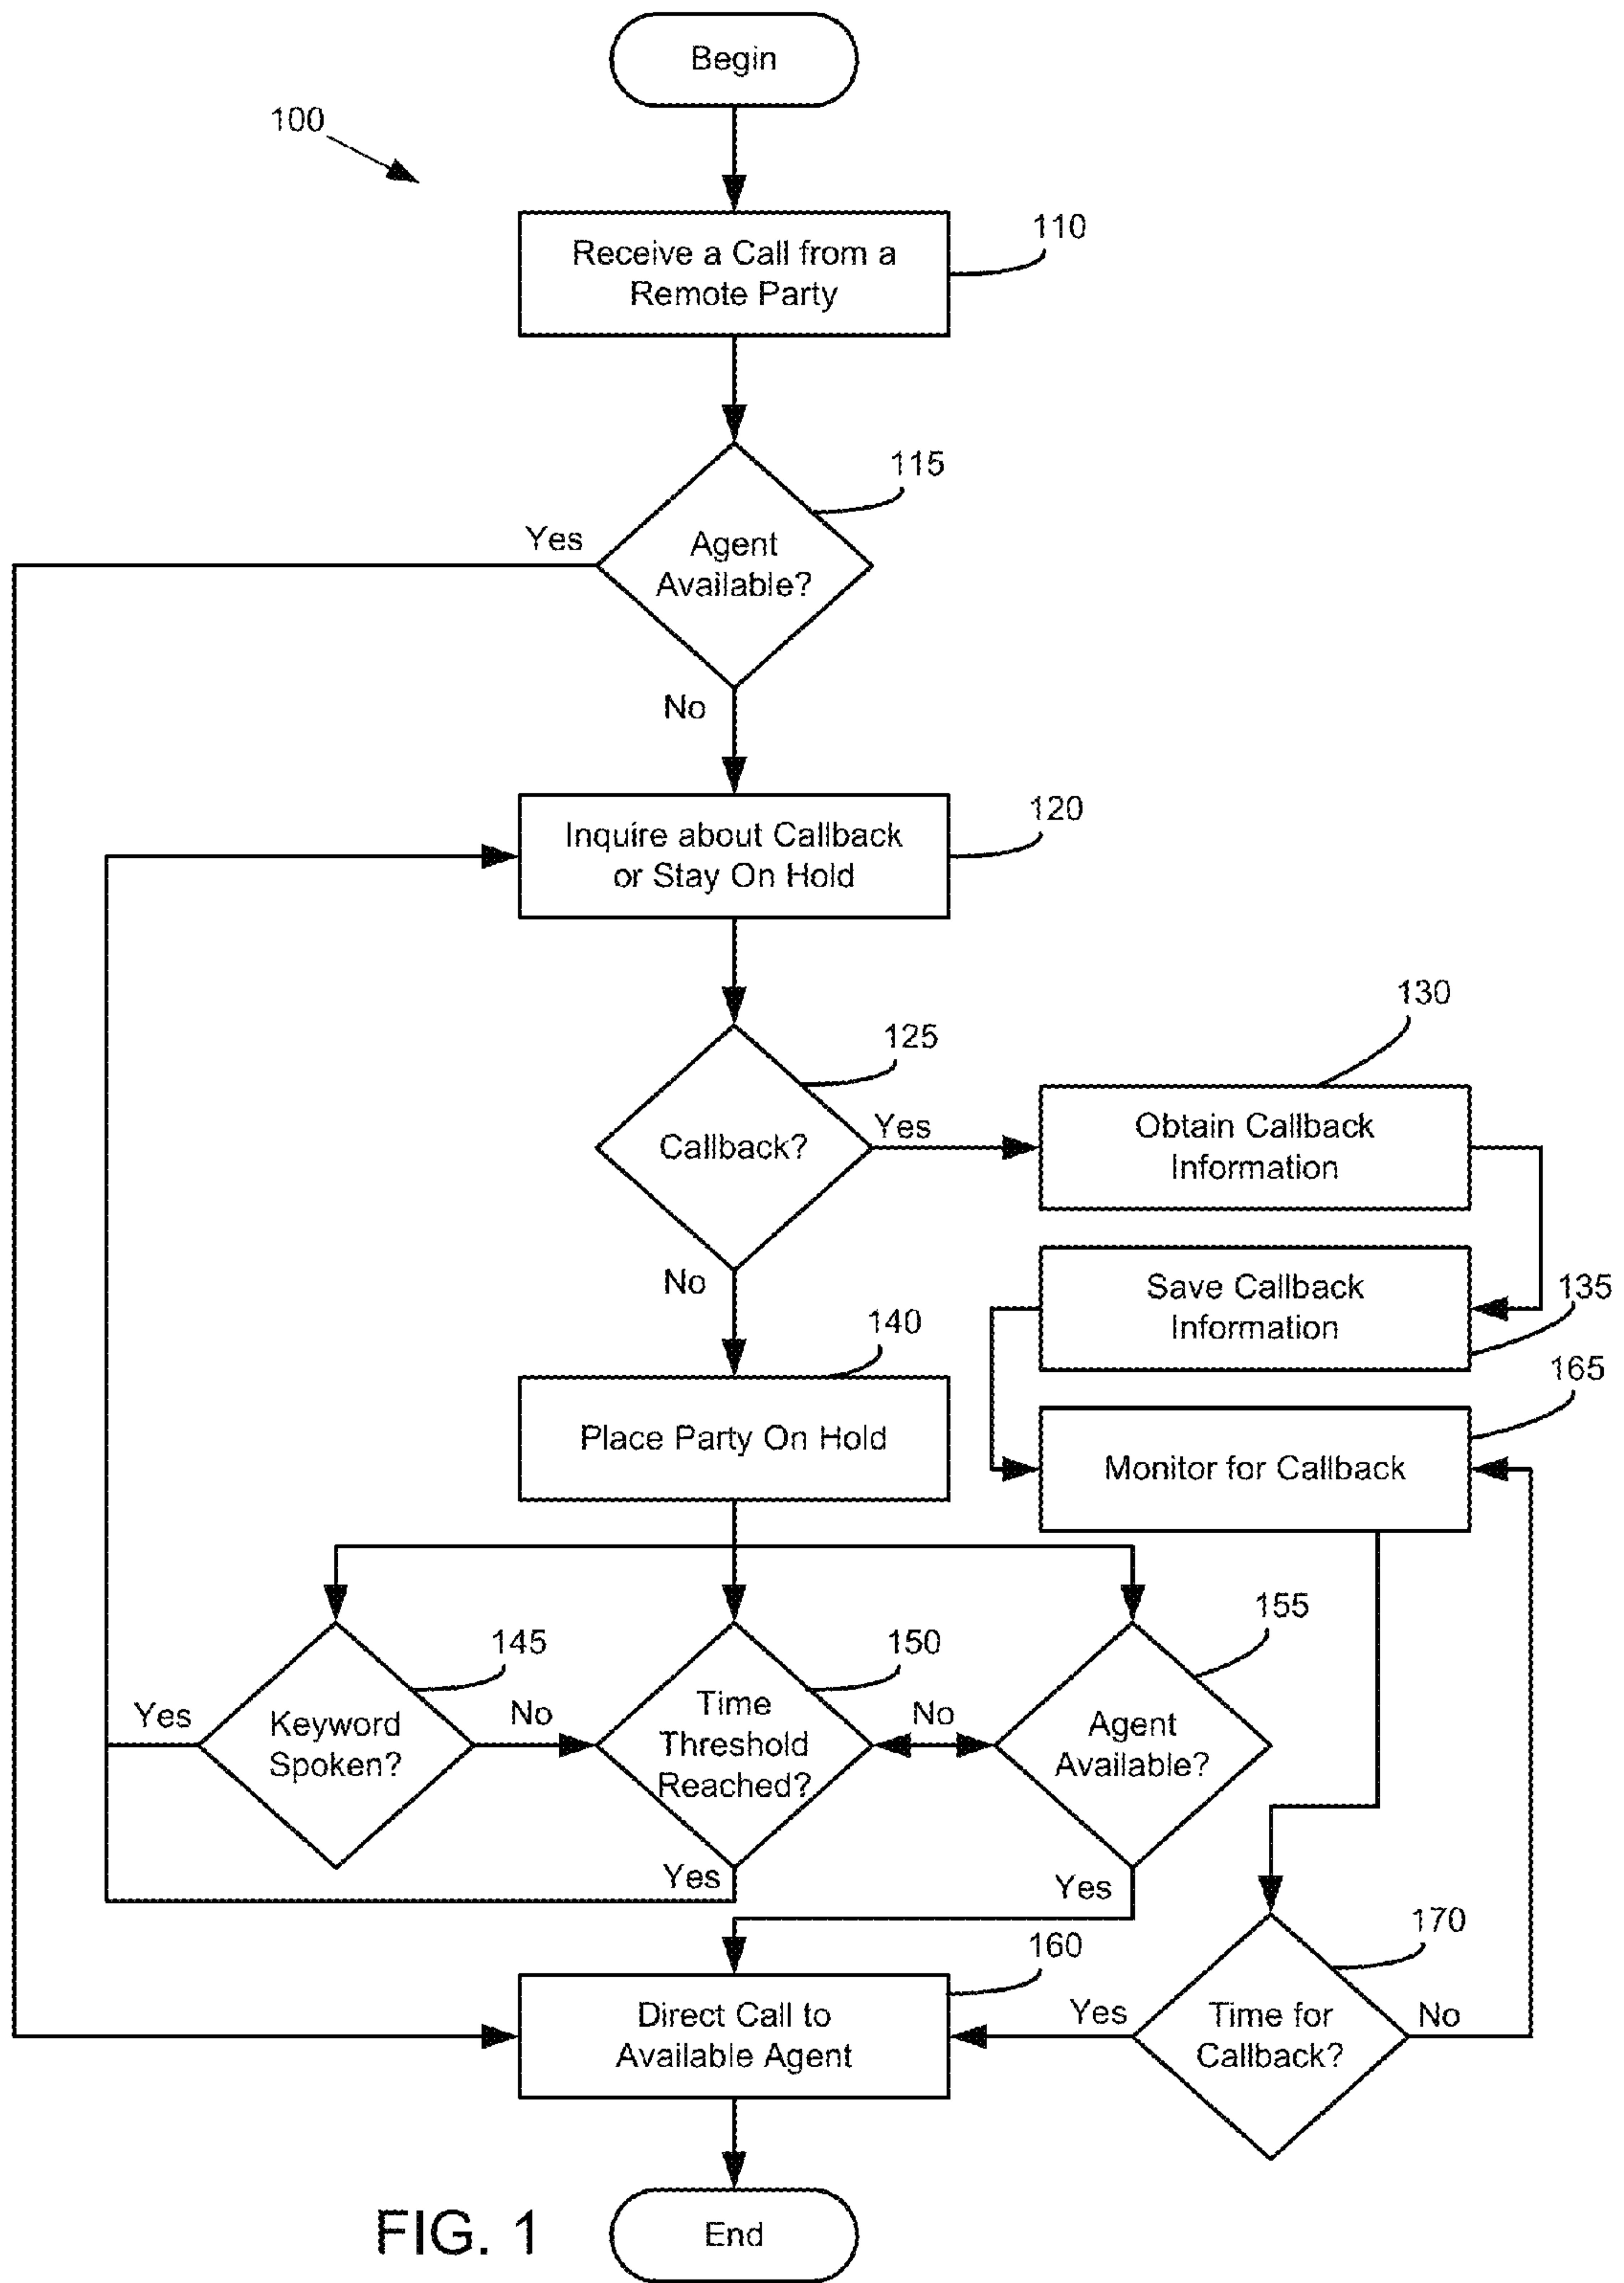 Begin
100
110
Receive a Call from a
Remote Party
115
Yes
Agent
Available?
No
120
Inquire about Callback
or Stay On Hold
130
125
Yes
Callback?
Obtain Callback
Information
No
Save Callback
Information
135
140
165
Place Party On Hold
Monitor for Callback
155
145
150
Yes
Keyword
Spoken?
No
Time
Threshold
Reached?
No
Agent
Available?
Yes
Yes
170
160
Direct Call to
Available Agent
Yes
Time for
Callback?
No
FIG. 1
End